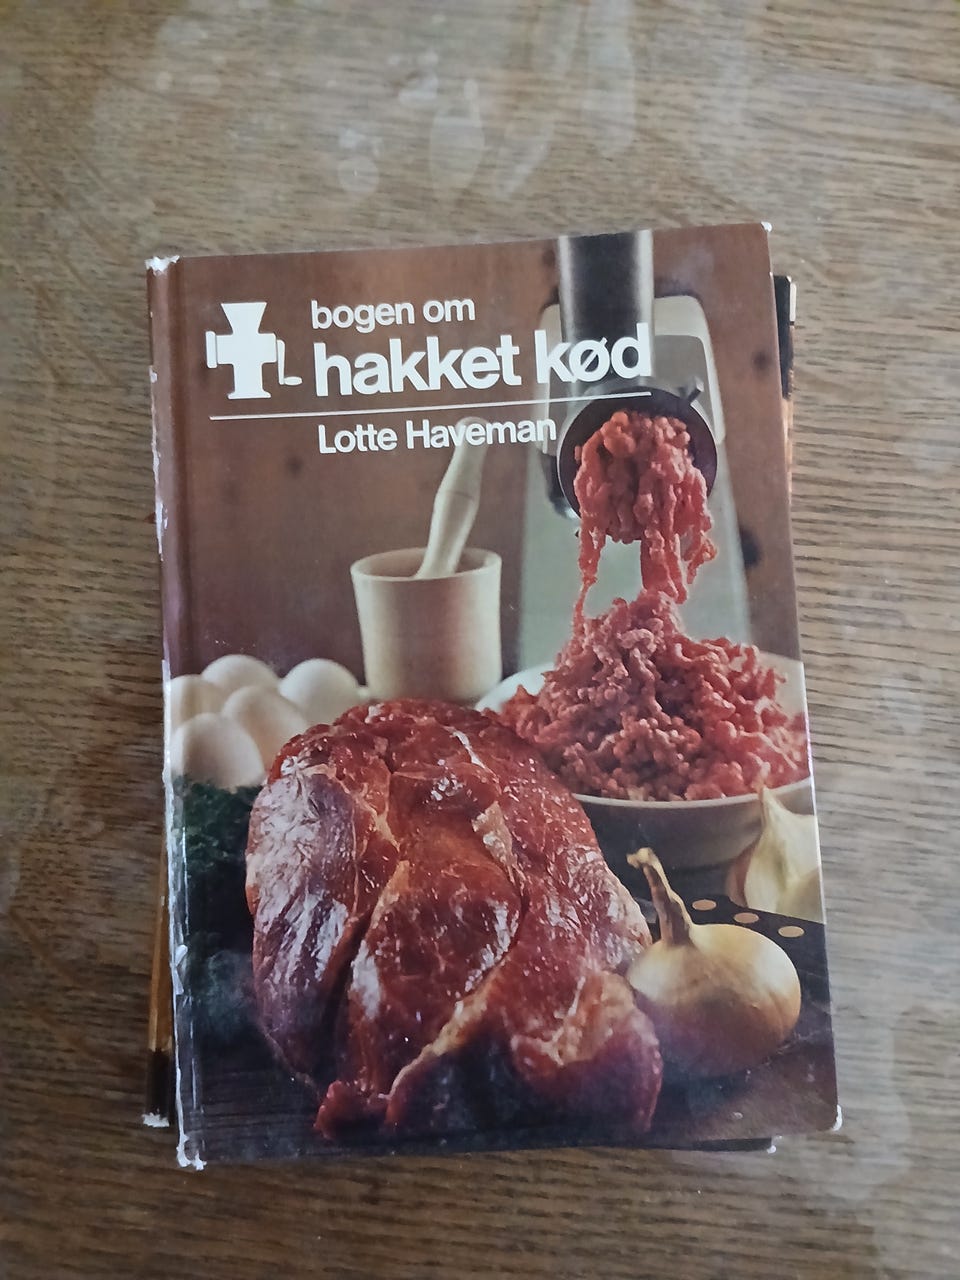 bogen om
hakket kød
Lotte Haveman